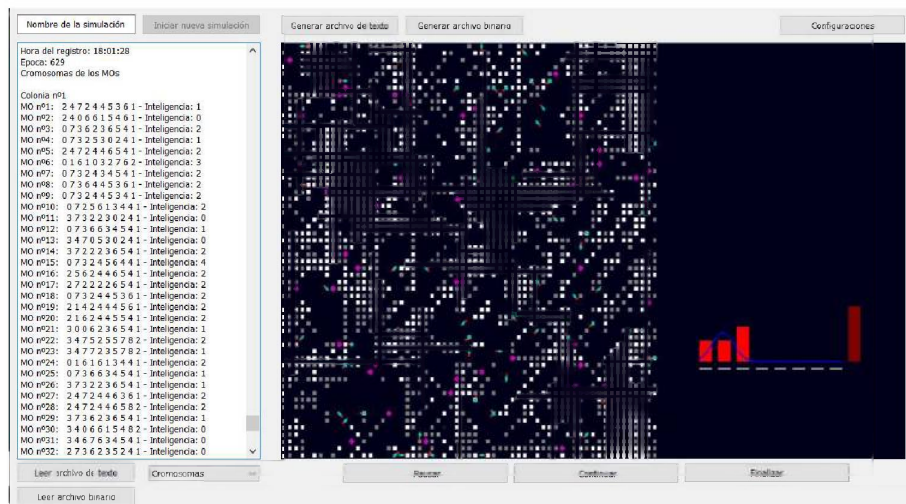 Nombre de la simulación
Iniciar nueva simulación
Generar archivo de texto
Generar archivo binario
Configuraciones
Hora del registro: 18:01:28
Epoca: 629
Cromosomas de los MOs
Colonia nº1
MO nº1: 2 4 7 2 4 4 5 3 6 1 - Inteligencia: 1
MO nº2: 2 4 0 6 6 1 5 4 6 1 - Inteligencia: 0
MO nº3: 0 7 3 6 2 3 6 5 4 1 - Inteligencia: 2
MO nº4: 0 7 3 2 5 3 0 2 4 1 - Inteligencia: 1
MO nº5: 2 4 7 2 4 4 6 5 4 1 - Inteligencia: 2
MO nº6: 0 1 6 1 0 3 2 7 6 2 - Inteligencia: 3
MO nº7: 0 7 3 2 4 3 4 5 4 1 - Inteligencia: 2
MO nº8: 0 7 3 6 4 4 5 3 6 1 - Inteligencia: 2
MO nº9: 0 7 3 2 4 4 5 3 4 1 - Inteligencia: 2
MO nº10: 0 7 2 5 6 1 3 4 4 1 - Inteligencia: 2
MO nº11: 3 7 3 2 2 3 0 2 4 1 - Inteligencia: 0
MO nº12: 0 7 3 6 6 3 4 5 4 1 - Inteligencia: 1
MO nº13: 3 4 7 0 5 3 0 2 4 1 - Inteligencia: 0
MO nº14: 3 7 2 2 2 3 6 5 4 1 - Inteligencia: 2
MO nº15: 0 7 3 2 4 5 6 4 4 1 - Inteligencia: 4
MO nº16: 2 5 6 2 4 4 6 5 4 1 - Inteligencia: 2
MO nº17: 2 7 2 2 2 2 6 5 4 1 - Inteligencia: 2
MO nº18: 0 7 3 2 4 4 5 3 6 1 - Inteligencia: 2
MO nº19: 2 1 4 2 4 4 4 5 6 1 - Inteligencia: 2
MO nº20: 2 1 6 2 4 4 5 5 4 1 - Inteligencia: 2
MO nº21: 3 0 0 6 2 3 6 5 4 1 - Inteligencia: 1
MO nº22: 3 4 7 5 2 5 5 7 8 2 - Inteligencia: 2
MO nº23: 3 4 7 7 2 3 5 7 8 2 - Inteligencia: 1
MO nº24: 0 1 6 1 6 1 3 4 4 1 - Inteligencia: 2
MO nº25: 0 7 3 6 6 3 4 5 4 1 - Inteligencia: 1
MO nº26: 3 7 3 2 2 3 6 5 4 1 - Inteligencia: 1
MO nº27: 2 4 7 2 4 4 6 3 6 1 - Inteligencia: 2
MO nº28: 2 4 7 2 4 4 6 5 8 2 - Inteligencia: 2
MO nº29: 3 7 3 6 2 3 6 5 4 1 - Inteligencia: 1
MO nº30: 3 4 0 6 6 1 5 4 8 2 - Inteligencia: 0
MO nº31: 3 4 6 7 6 3 4 5 4 1 - Inteligencia: 0
MO nº32: 2 7 3 6 2 3 5 2 4 1 - Inteligencia: 2
Leer archivo de texto
Cromosomas
Pausar
Continuar
Finalizar
Leer archivo binario